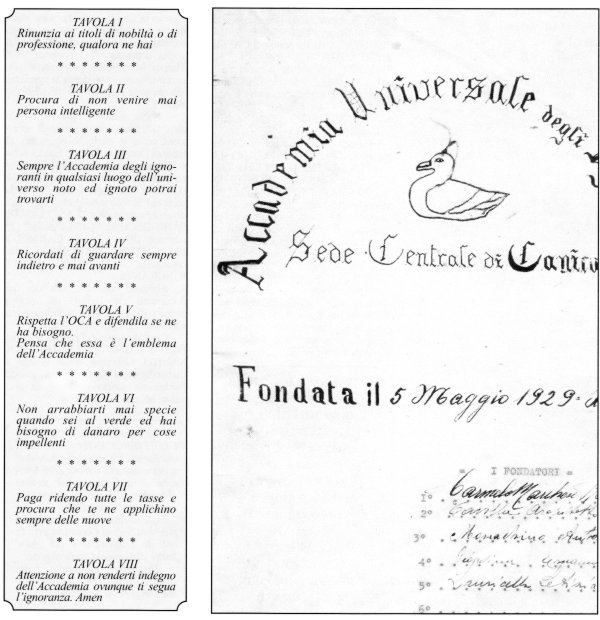 TAVOLA I
Rinunzia ai titoli di nobiltà o di
professione, qualora ne hai
* * * * * * *
TAVOLA II
Procura di non venire mai
persona intelligente
* * * * * * *
TAVOLA III
Sempre l'Accademia degli igno-
ranti in qualsiasi luogo dell'uni-
verso noto ed ignoto potrai
trovarti
* * * * * * *
TAVOLA IV
Ricordati di guardare sempre
indietro e mai avanti
* * * * * * *
TAVOLA V
Rispetta l'OCA e difendila se ne
ha bisogno.
Pensa che essa è l'emblema
dell'Accademia
* * * * * * *
TAVOLA VI
Non arrabbiarti mai specie
quando sei al verde ed hai
bisogno di danaro per cose
impellenti
* * * * * * *
TAVOLA VII
Paga ridendo tutte le tasse e
procura che te ne applichino
sempre delle nuove
* * * * * * *
TAVOLA VIII
Attenzione a non renderti indegno
dell'Accademia ovunque ti segua
l'ignoranza. Amen
Accademia Universale degli
Sede Centrale di Canica
Fondata il 5 Maggio 1929
= I FONDATORI =
1°
2°
3°
4°
5°
6°